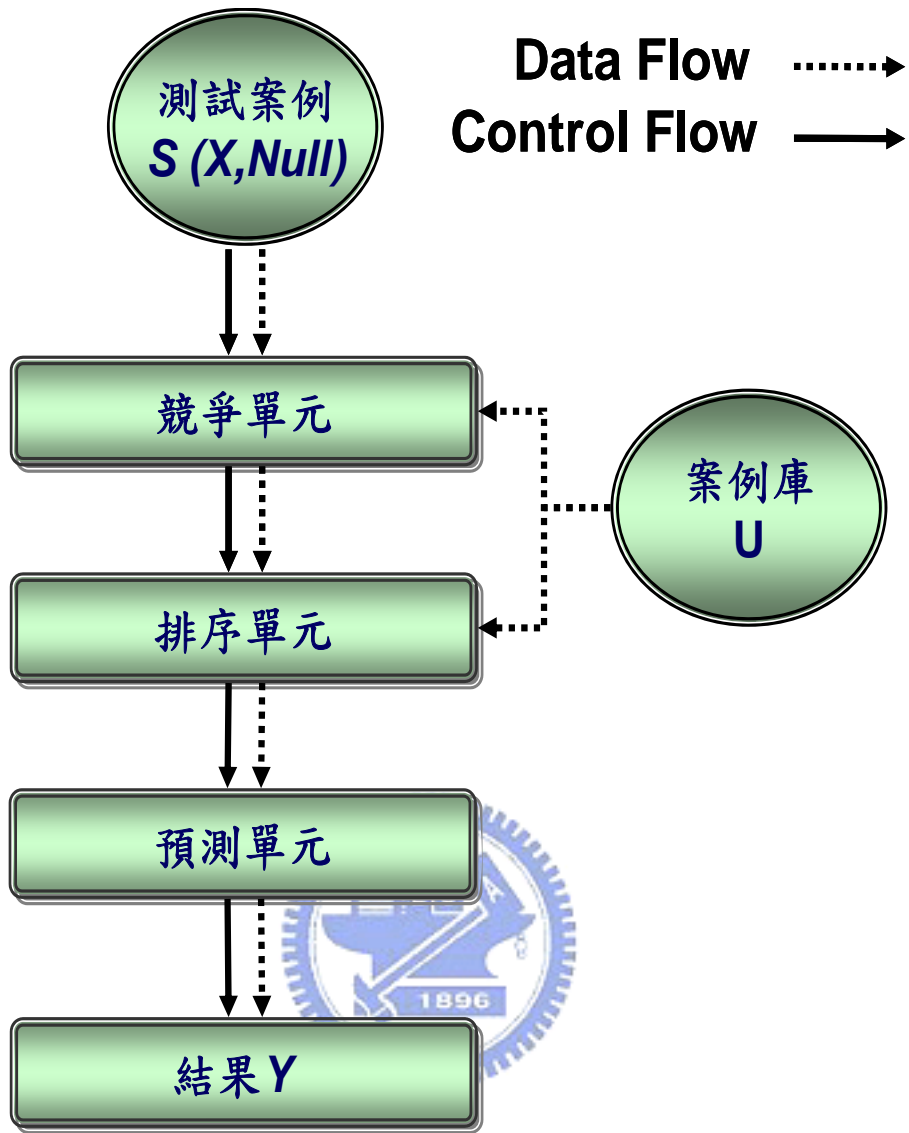 測試案例
S (X,Null)
Data Flow
Control Flow
競爭單元
案例庫
U
排序單元
預測單元
1896
結果Y